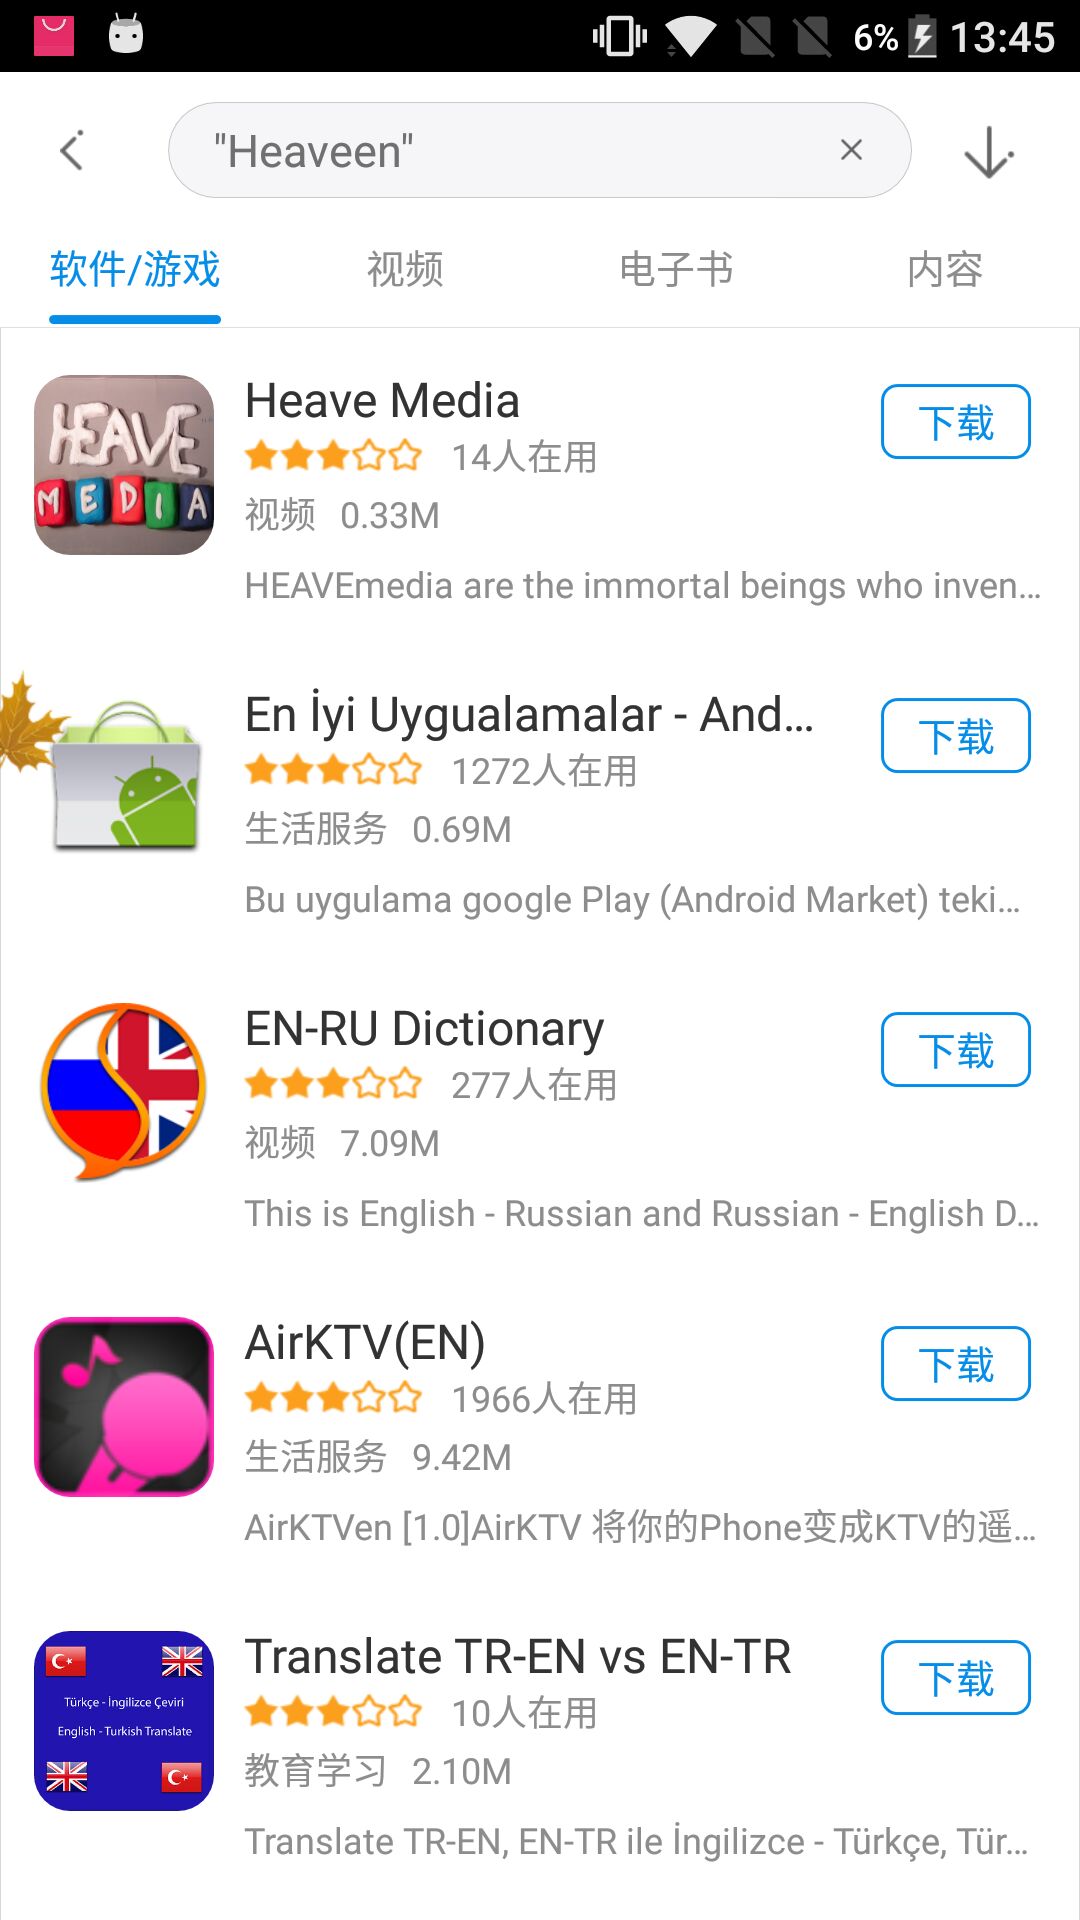 6% 13:45
"Heaveen"
软件/游戏 视频 电子书 内容
HEAVE
MEDIA
Heave Media
下载
14人在用
视频 0.33M
HEAVEmedia are the immortal beings who inven...
En İyi Uygualamalar - And...
下载
1272人在用
生活服务 0.69M
Bu uygulama google Play (Android Market) teki...
EN-RU Dictionary
下载
277人在用
视频 7.09M
This is English - Russian and Russian - English D...
AirKTV(EN)
下载
1966人在用
生活服务 9.42M
AirKTVen [1.0]AirKTV 将你的Phone变成KTV的遥...
Türkçe - İngilizce Çeviri
English - Turkish Translate
Translate TR-EN vs EN-TR
下载
10人在用
教育学习 2.10M
Translate TR-EN, EN-TR ile İngilizce - Türkçe, Tür...